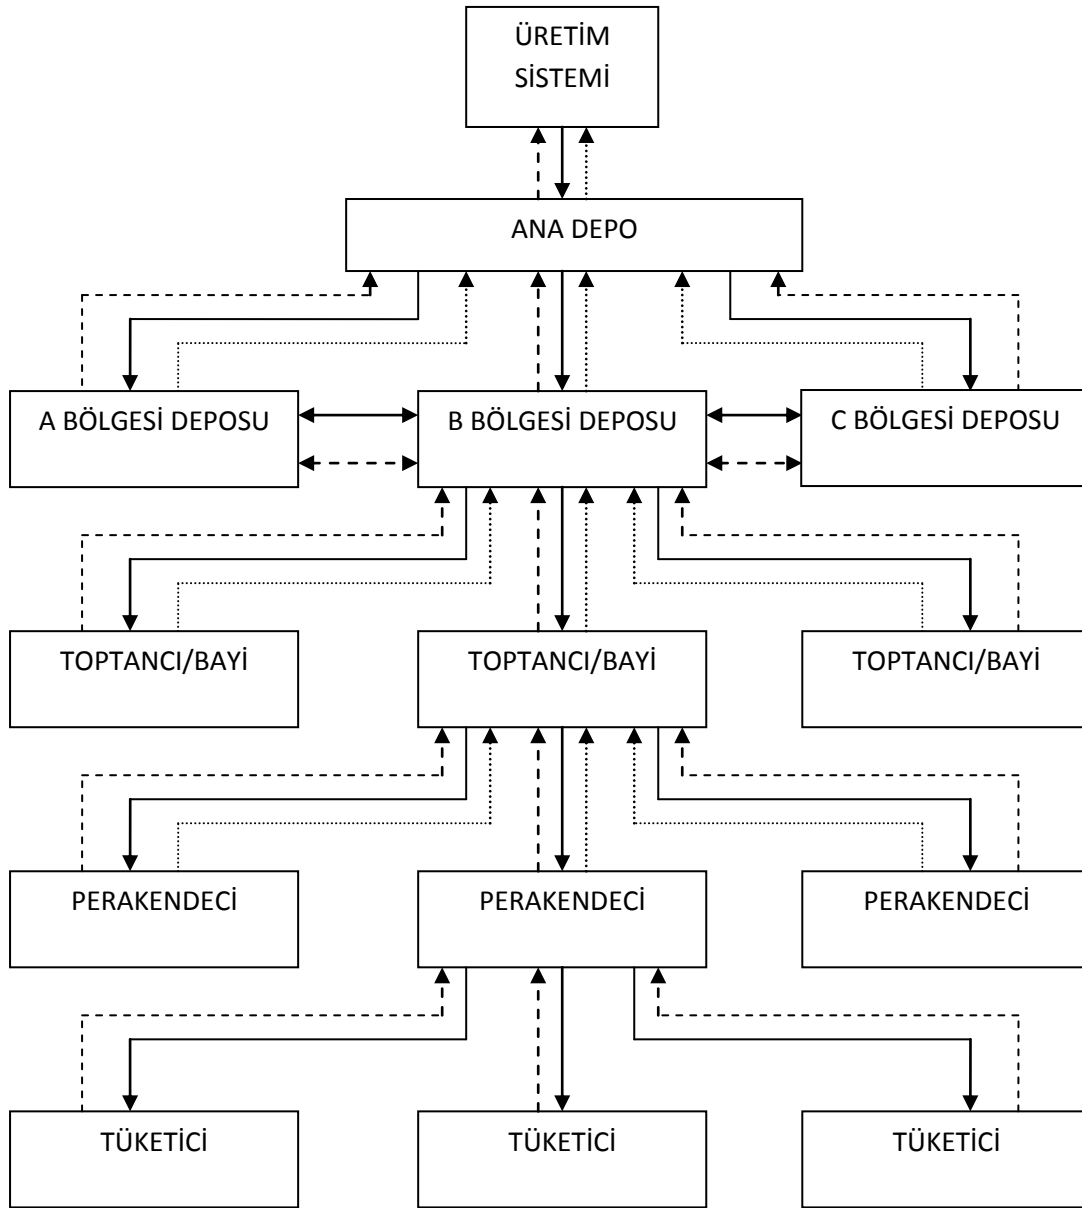 ÜRETİM
SİSTEMİ
ANA DEPO
A BÖLGESİ DEPOSU
B BÖLGESİ DEPOSU
C BÖLGESİ DEPOSU
TOPTANCI/BAYİ
TOPTANCI/BAYİ
TOPTANCI/BAYİ
PERAKENDECİ
PERAKENDECİ
PERAKENDECİ
TÜKETİCİ
TÜKETİCİ
TÜKETİCİ